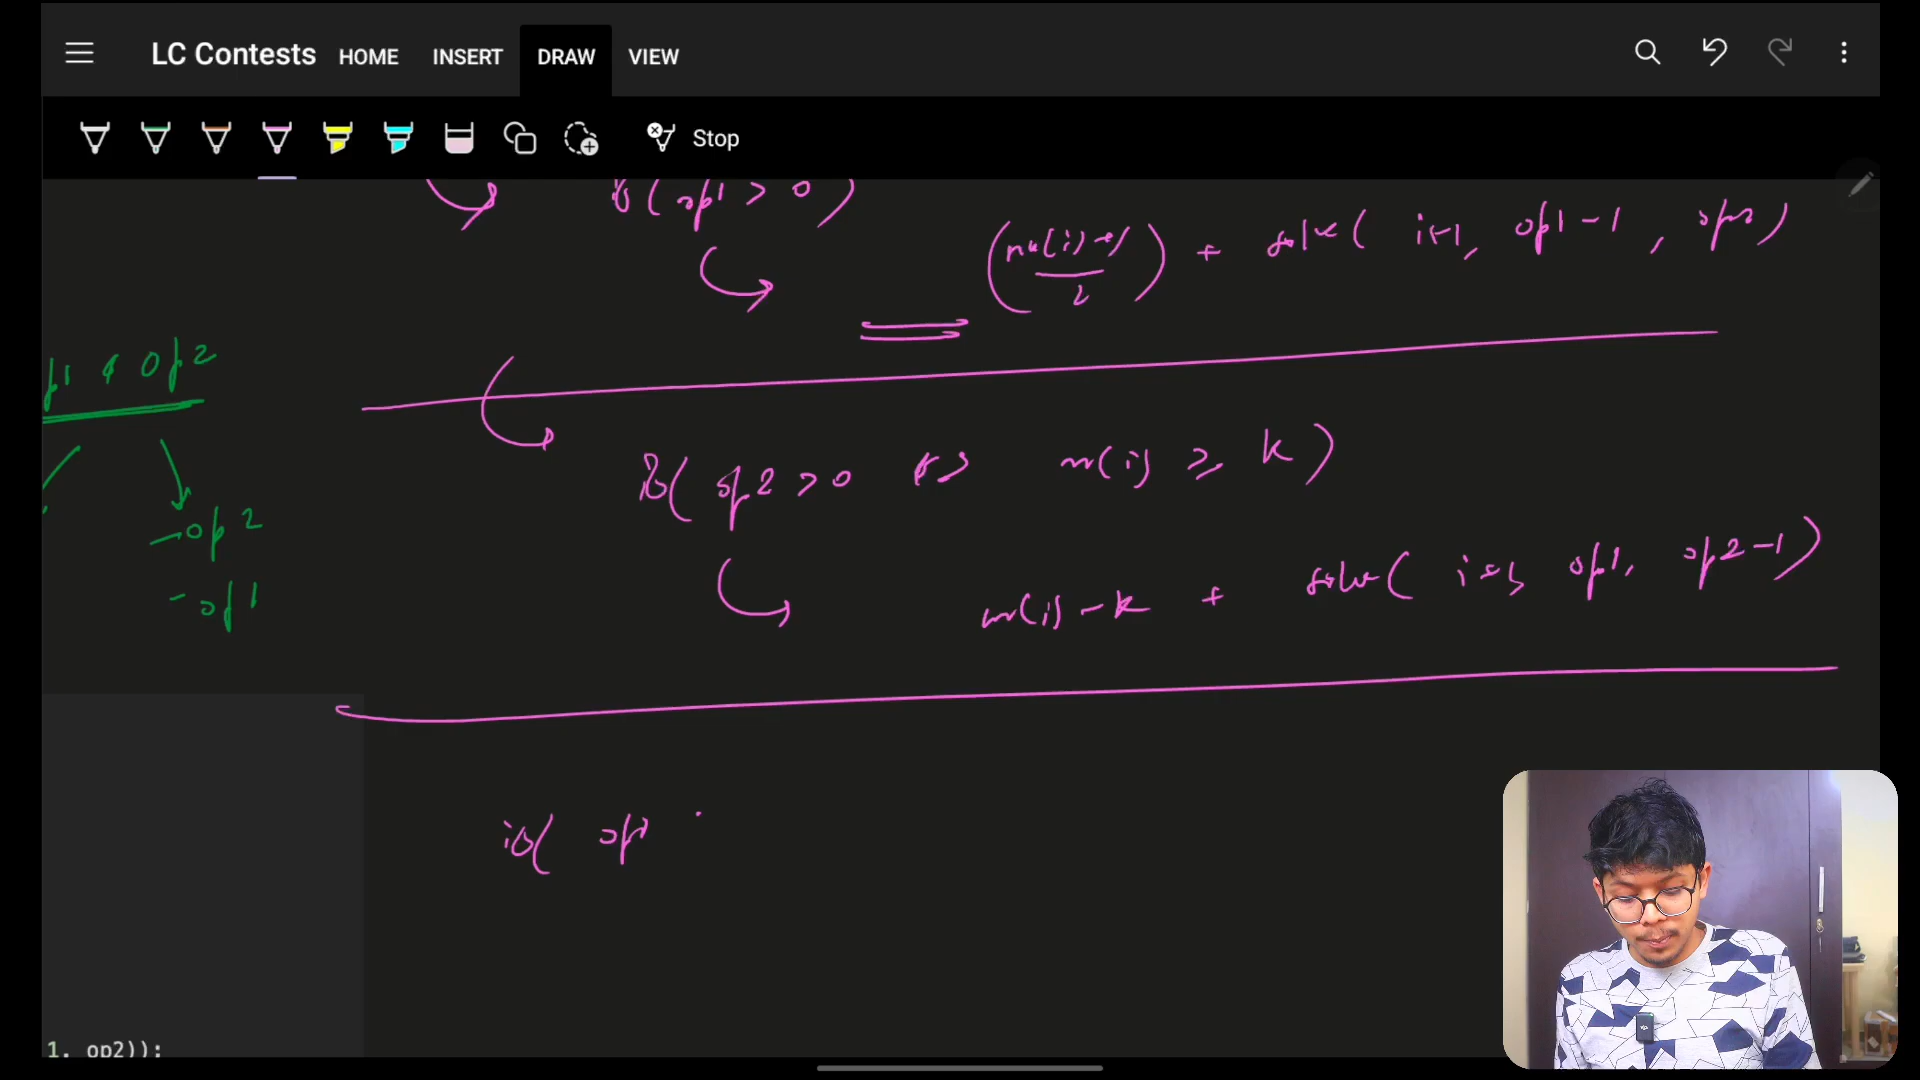 LC Contests HOME INSERT DRAW VIEW
Stop
if ( op1 > 0 )
( nu(i)+1 / 2 ) + solve ( i+1, op1-1, op2 )
op1 & op2
if ( op2 > 0 && nu(i) ≥ k )
-op2
nu(i) - k + solve ( i+1, op1, op2-1 )
-op1
if ( op1
1, op2));